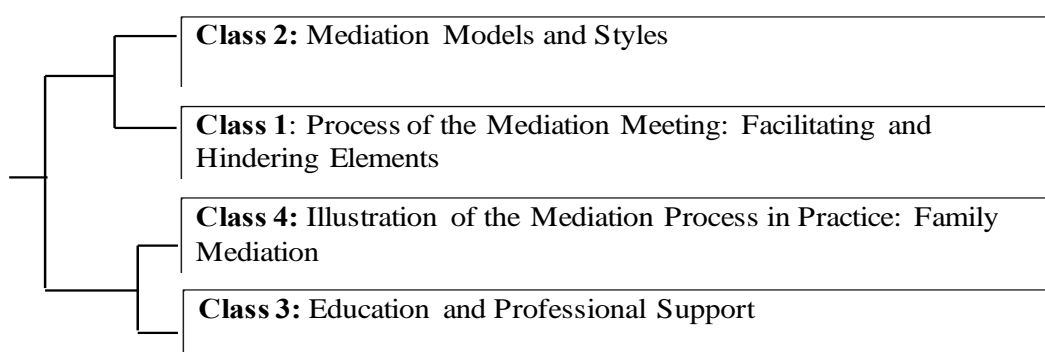 Class 2: Mediation Models and Styles
Class 1: Process of the Mediation Meeting: Facilitating and
Hindering Elements
Class 4: Illustration of the Mediation Process in Practice: Family
Mediation
Class 3: Education and Professional Support